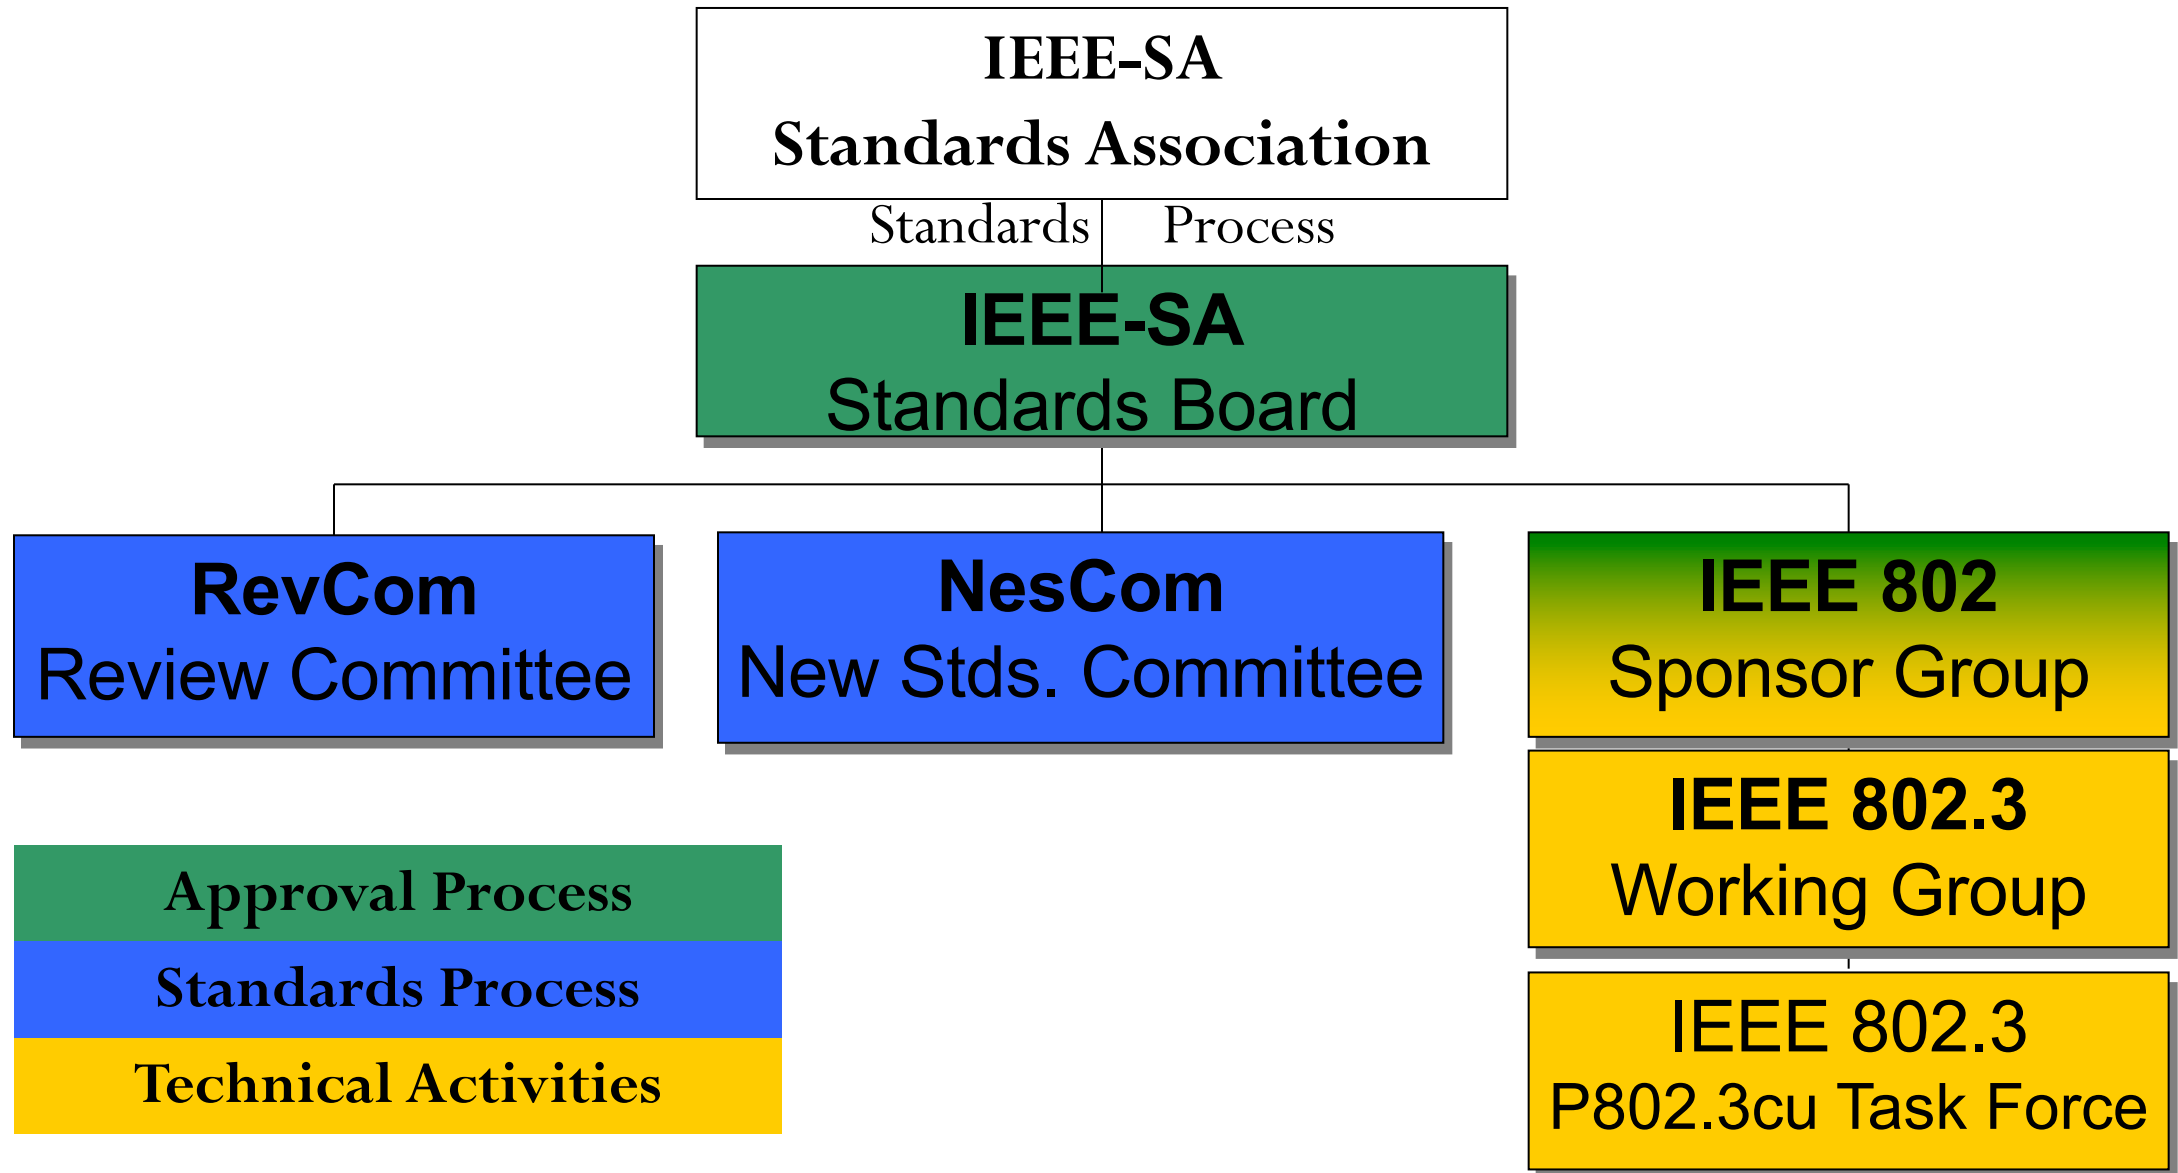 IEEE-SA
Standards Association
Standards Process
IEEE-SA
Standards Board
RevCom
Review Committee
NesCom
New Stds. Committee
IEEE 802
Sponsor Group
IEEE 802.3
Working Group
IEEE 802.3
P802.3cu Task Force
Approval Process
Standards Process
Technical Activities